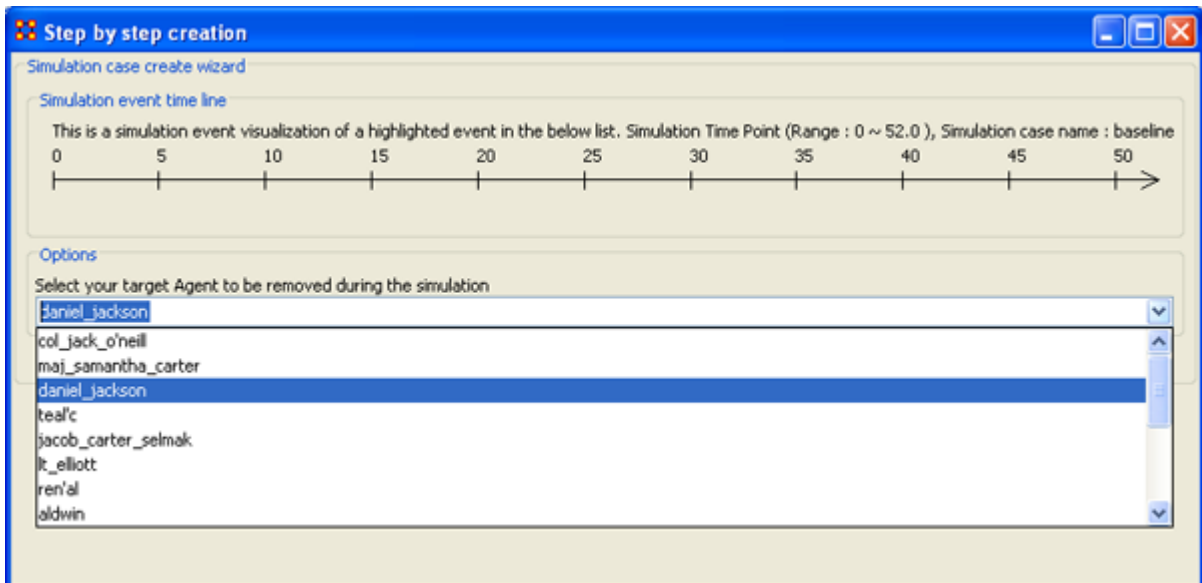 Step by step creation
Simulation case create wizard
Simulation event time line
This is a simulation event visualization of a highlighted event in the below list. Simulation Time Point (Range : 0 ~ 52.0 ), Simulation case name : baseline
0 5 10 15 20 25 30 35 40 45 50
Options
Select your target Agent to be removed during the simulation
daniel_jackson
col_jack_o'neill
maj_samantha_carter
daniel_jackson
teal'c
jacob_carter_selmak
lt_elliott
ren'al
aldwin